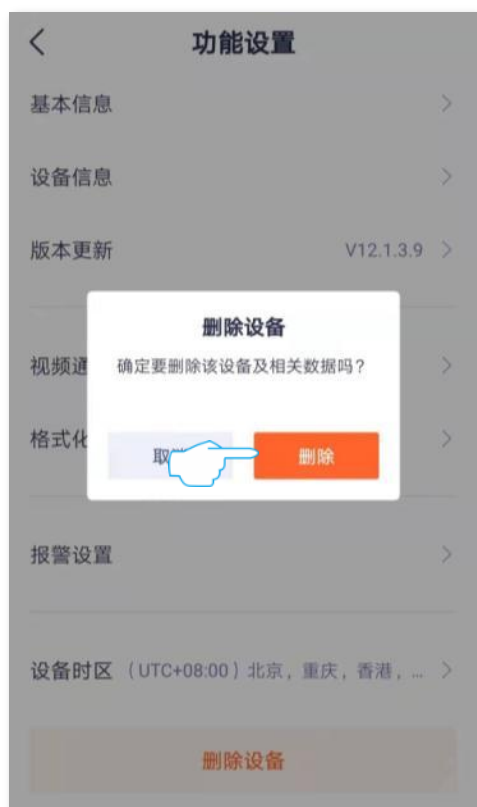 功能设置
基本信息
设备信息
版本更新 V12.1.3.9
删除设备
视频通
确定要删除该设备及相关数据吗？
格式化
取
删除
报警设置
设备时区 （UTC+08:00）北京，重庆，香港，...
删除设备